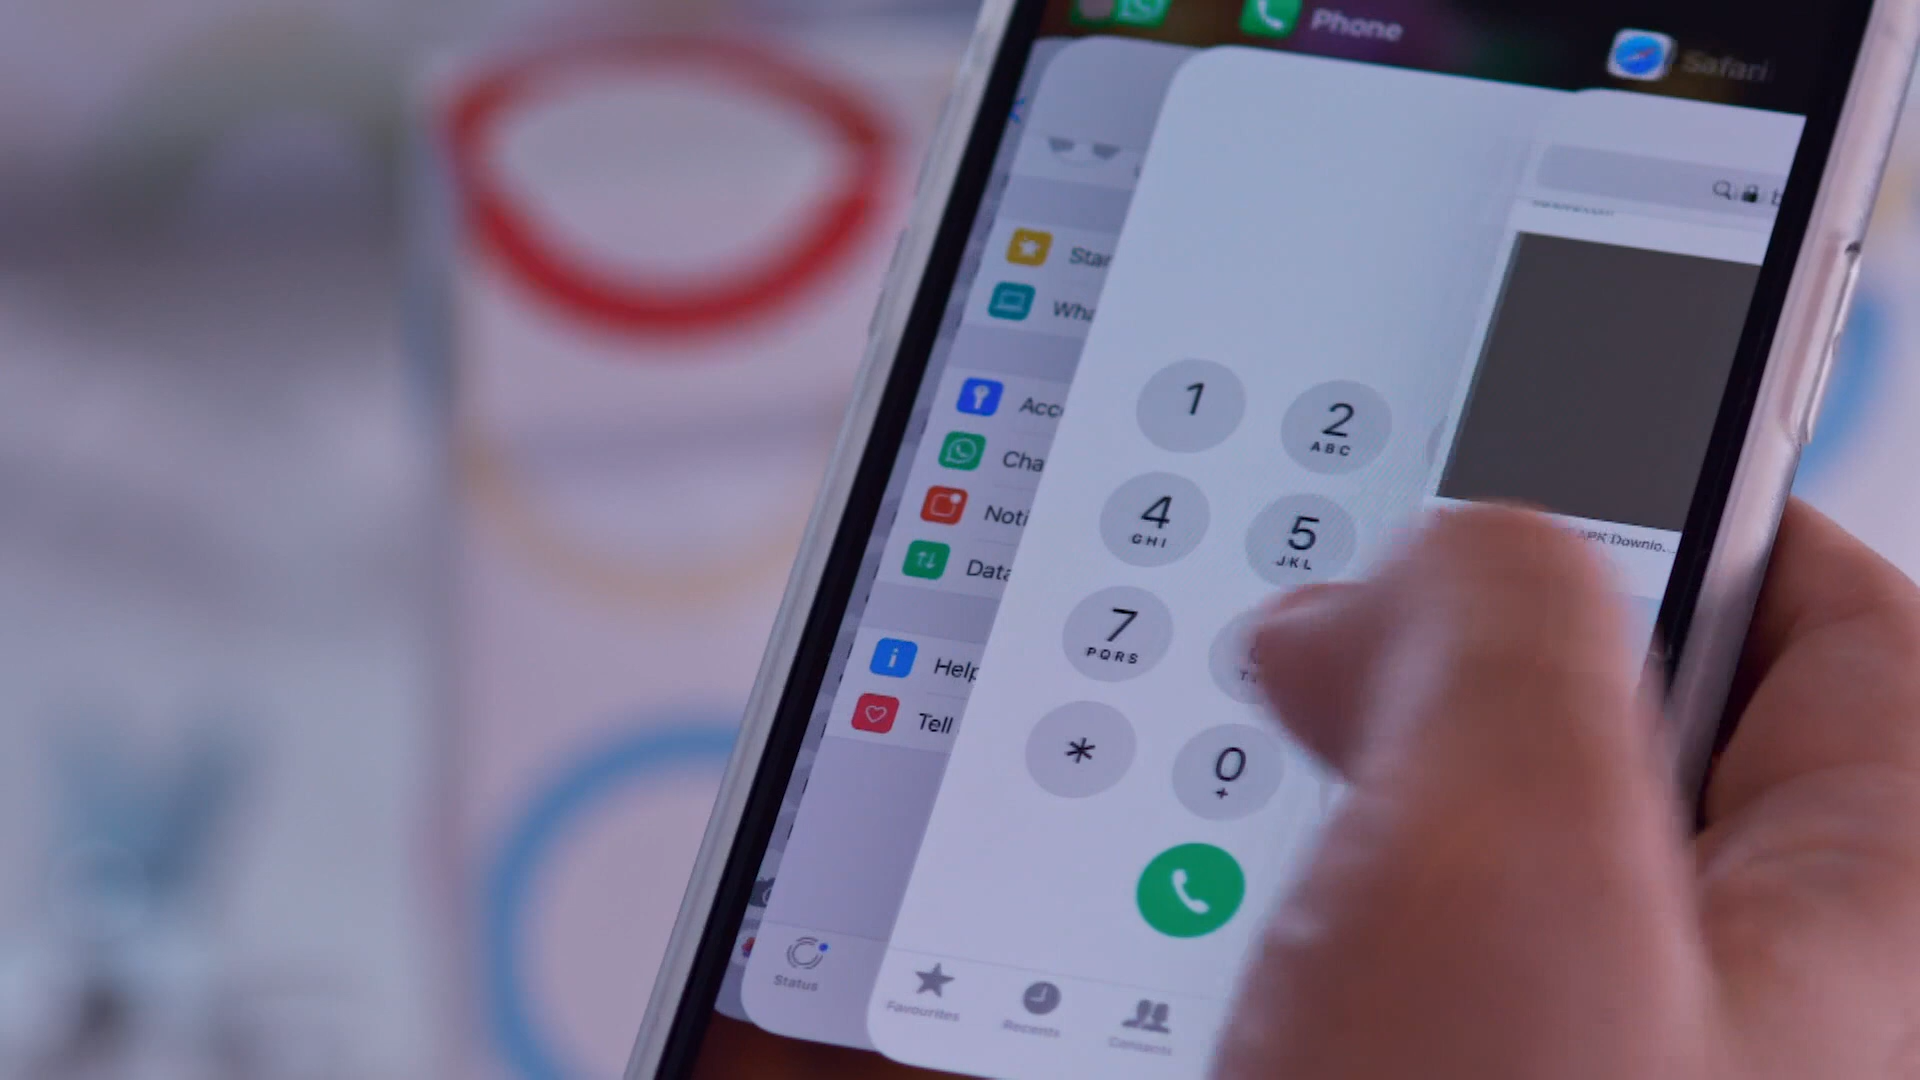 Phone
Safari
Star
Wha
Acc
Cha
Noti
Data
Help
Tell
Status
1
2
ABC
4
GHI
5
JKL
7
PQRS
*
0
+
Favourites
Recents
Contacts
APK Downlo...